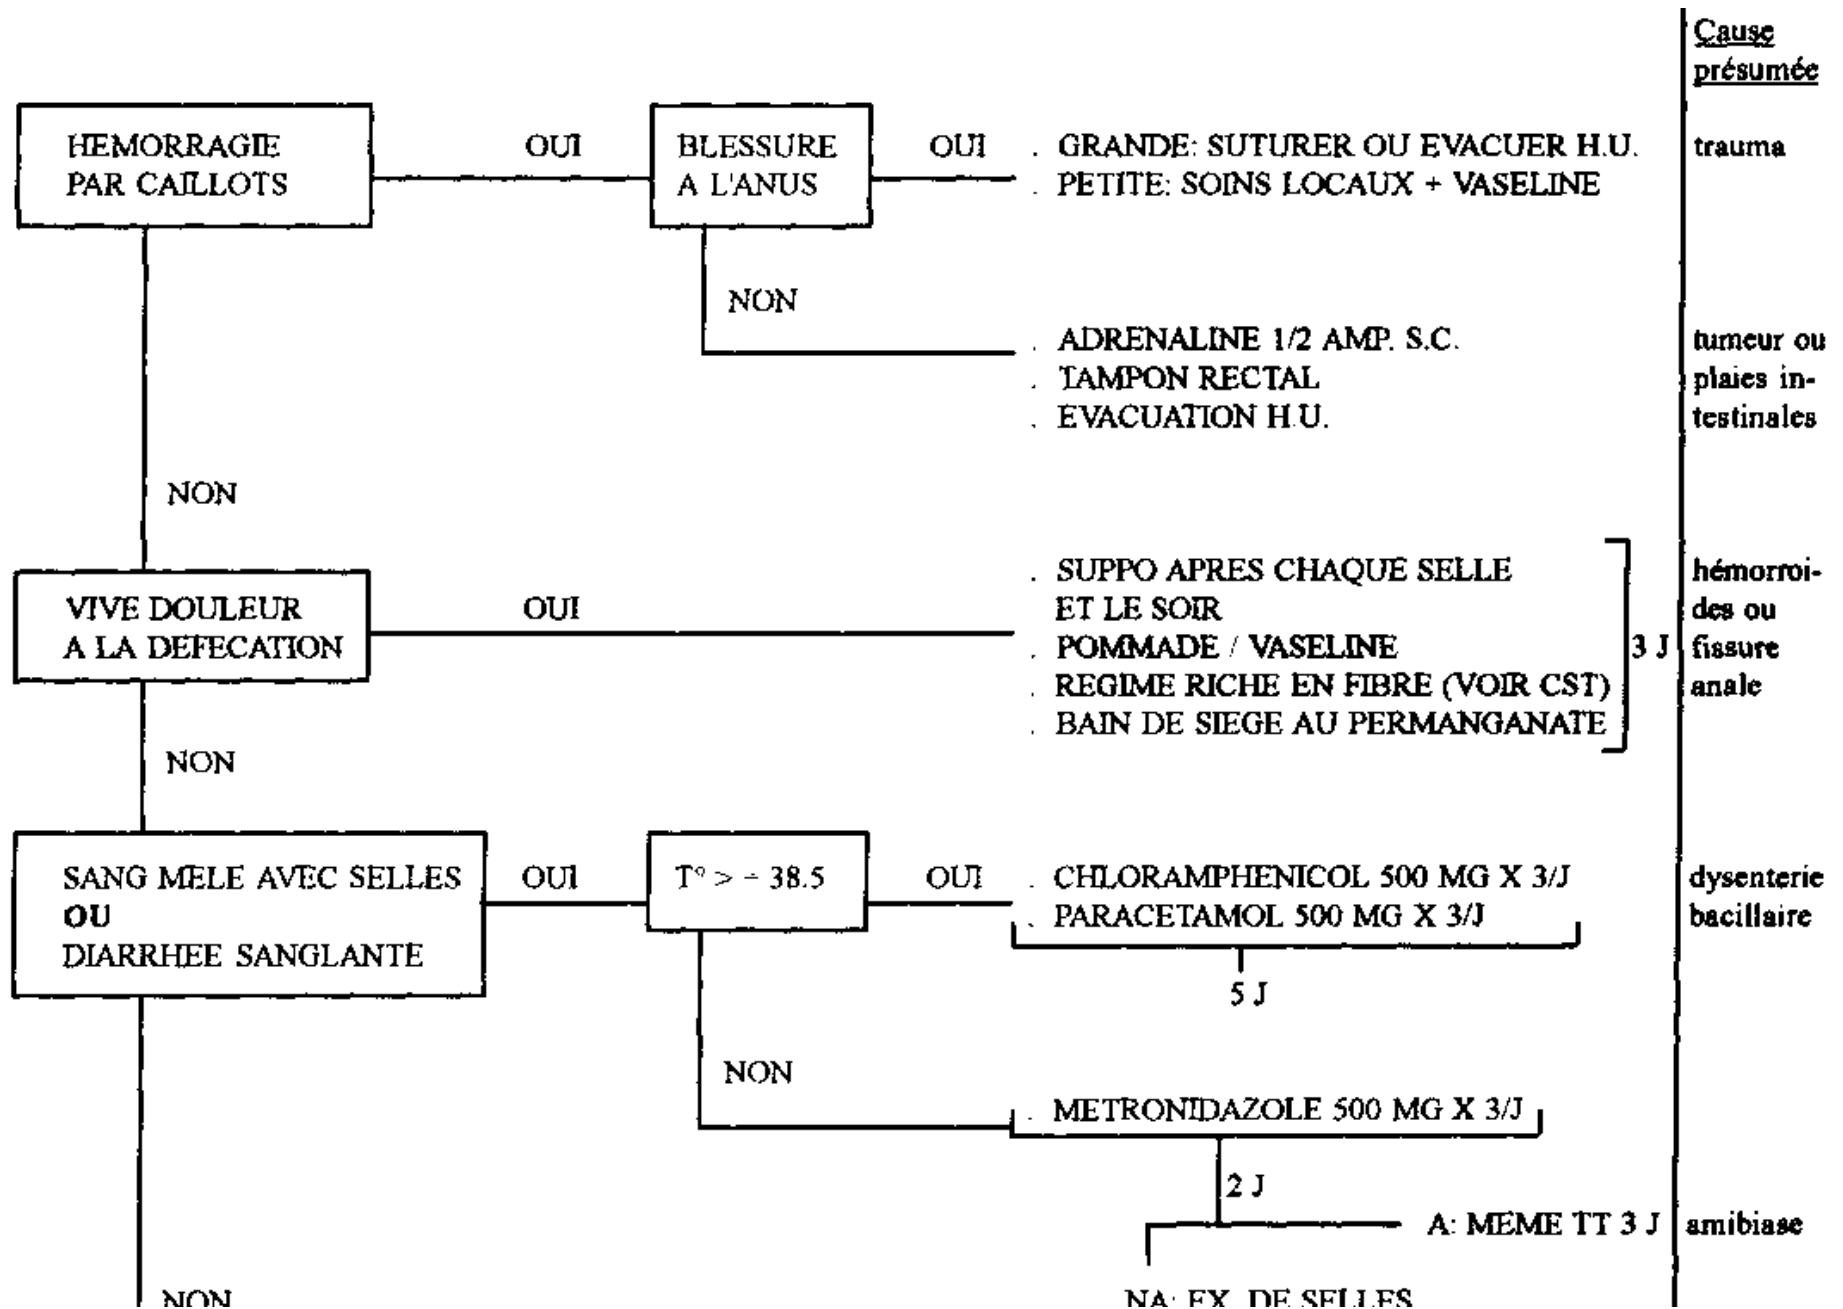 Cause
présumée
HEMORRAGIE
PAR CAILLOTS
OUI
BLESSURE
A L'ANUS
OUI
. GRANDE: SUTURER OU EVACUER H.U.
. PETITE: SOINS LOCAUX + VASELINE
trauma
NON
. ADRENALINE 1/2 AMP. S.C.
. TAMPON RECTAL
. EVACUATION H.U.
tumeur ou
plaies in-
testinales
NON
VIVE DOULEUR
A LA DEFECATION
OUI
. SUPPO APRES CHAQUE SELLE
ET LE SOIR
. POMMADE / VASELINE
. REGIME RICHE EN FIBRE (VOIR CST)
. BAIN DE SIEGE AU PERMANGANATE
3 J
hémorroi-
des ou
fissure
anale
NON
SANG MELE AVEC SELLES
OU
DIARRHEE SANGLANTE
OUI
T° > - 38.5
OUI
. CHLORAMPHENICOL 500 MG X 3/J
. PARACETAMOL 500 MG X 3/J
5 J
dysenterie
bacillaire
NON
. METRONIDAZOLE 500 MG X 3/J
2 J
A: MEME TT 3 J
amibiase
NON
NA: EX. DE SELLES